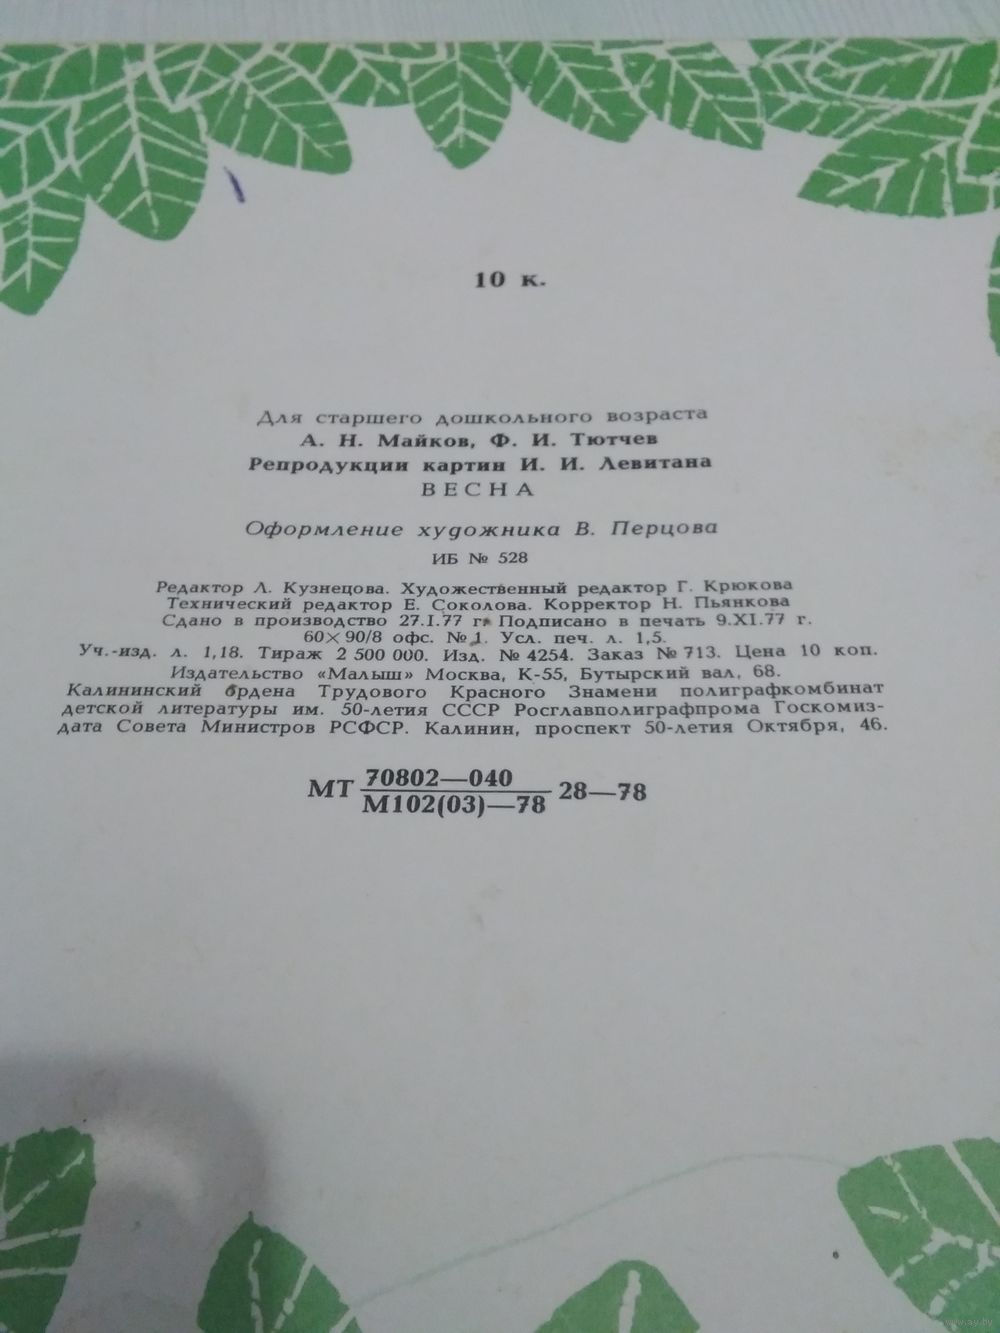 10 к.
Для старшего дошкольного возраста
А. Н. Майков, Ф. И. Тютчев
Репродукции картин И. И. Левитана
ВЕСНА
Оформление художника В. Перцова
ИБ № 528
Редактор Л. Кузнецова. Художественный редактор Г. Крюкова
Технический редактор Е. Соколова. Корректор Н. Пьянкова
Сдано в производство 27.I.77 г. Подписано в печать 9.XI.77 г.
60×90/8 офс. № 1. Усл. печ. л. 1,5.
Уч.-изд. л. 1,18. Тираж 2 500 000. Изд. № 4254. Заказ № 713. Цена 10 коп.
Издательство «Малыш» Москва, К-55, Бутырский вал, 68.
Калининский ордена Трудового Красного Знамени полиграфкомбинат
детской литературы им. 50-летия СССР Росглавполиграфпрома Госкомиз-
дата Совета Министров РСФСР. Калинин, проспект 50-летия Октября, 46.
МТ 70802—040
М102(03)—78 28—78
www.ay.by